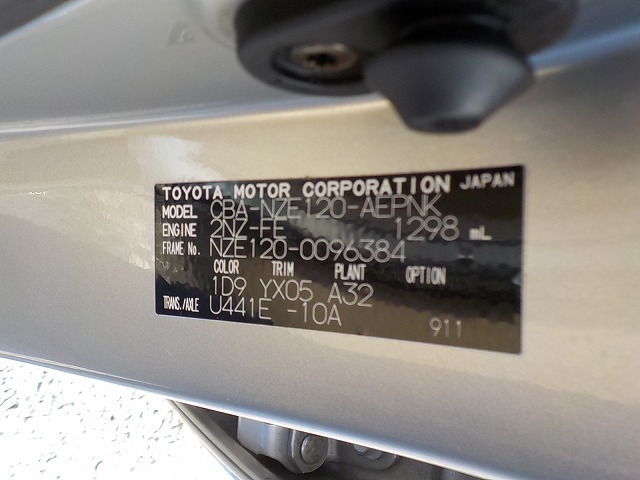 TOYOTA MOTOR CORPORATION JAPAN
MODEL CBA-NZE120-AEPNK
ENGINE 2NZ-FE 1298 mL
FRAME No. NZE120-0096384
COLOR TRIM PLANT OPTION
1D9 YX05 A32
TRANS./AXLE U441E -10A
911